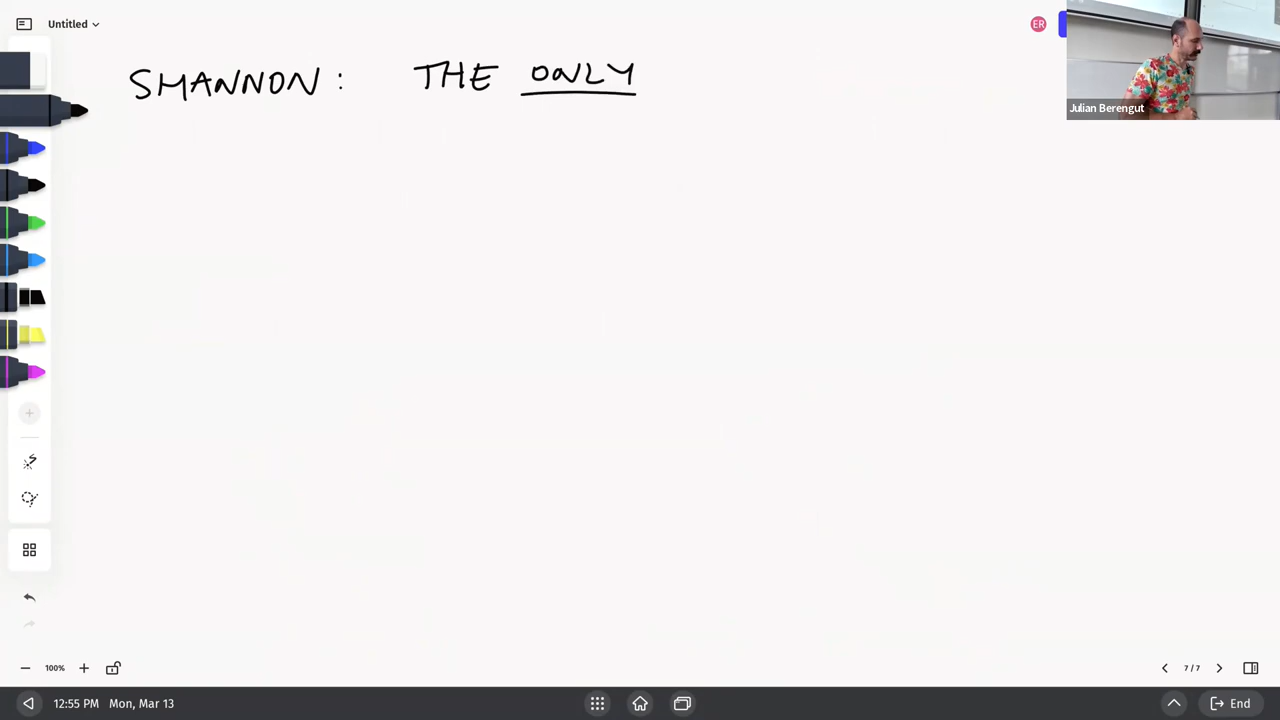 Untitled
ER
SHANNON: THE ONLY
Julian Berengut
100%
7/7
12:55 PM Mon, Mar 13
End